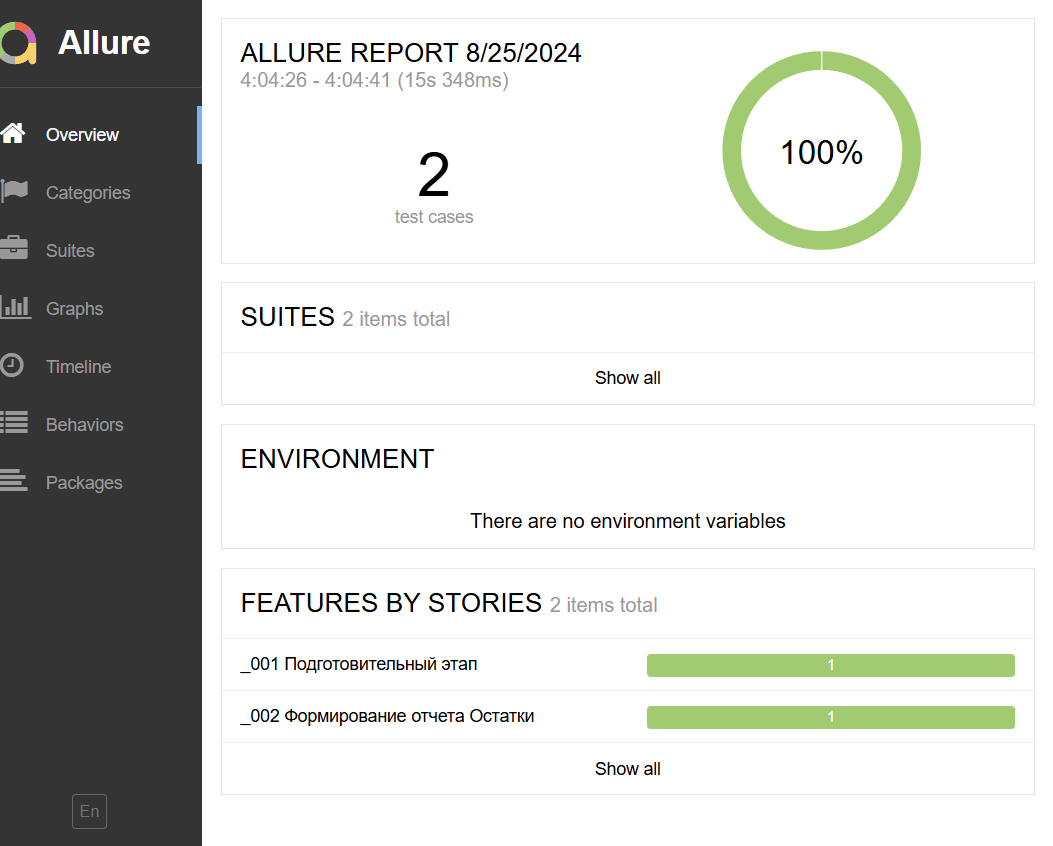 Allure
Overview
Categories
Suites
Graphs
Timeline
Behaviors
Packages
En
ALLURE REPORT 8/25/2024
4:04:26 - 4:04:41 (15s 348ms)
2
test cases
100%
SUITES 2 items total
Show all
ENVIRONMENT
There are no environment variables
FEATURES BY STORIES 2 items total
_001 Подготовительный этап 1
_002 Формирование отчета Остатки 1
Show all